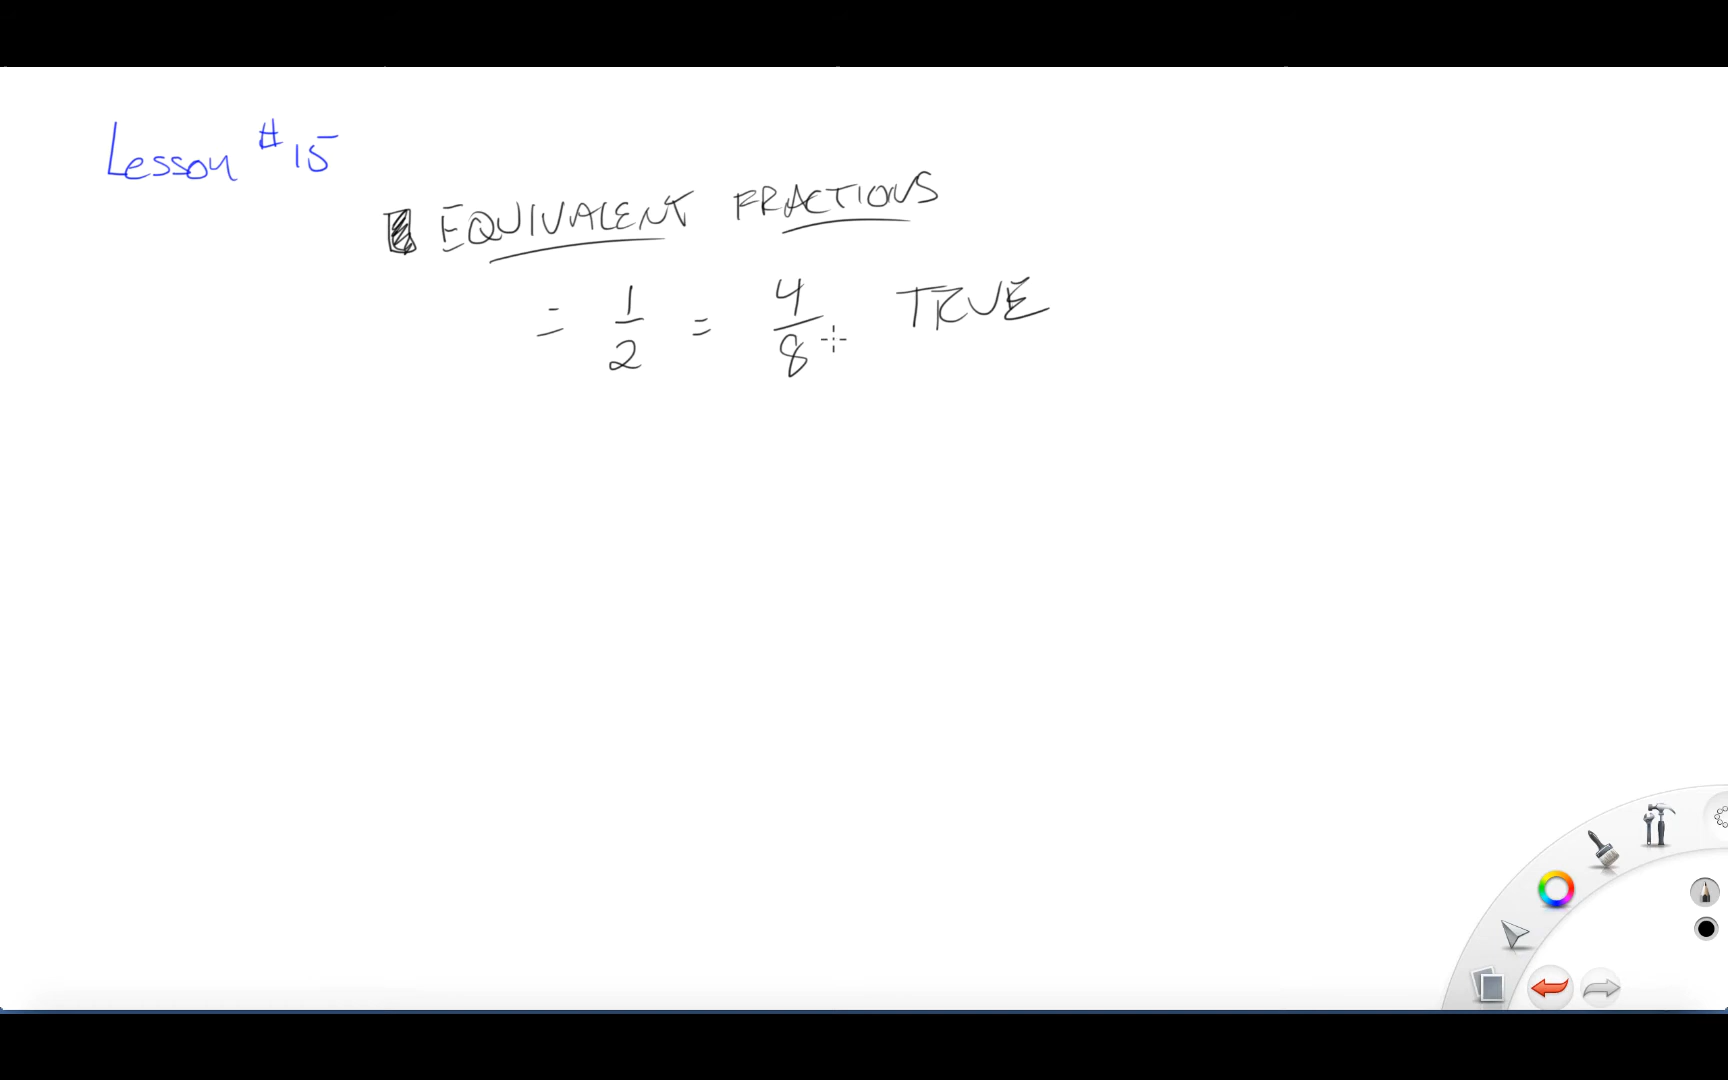 Lesson #15
EQUIVALENT FRACTIONS
= 1/2 = 4/8 TRUE